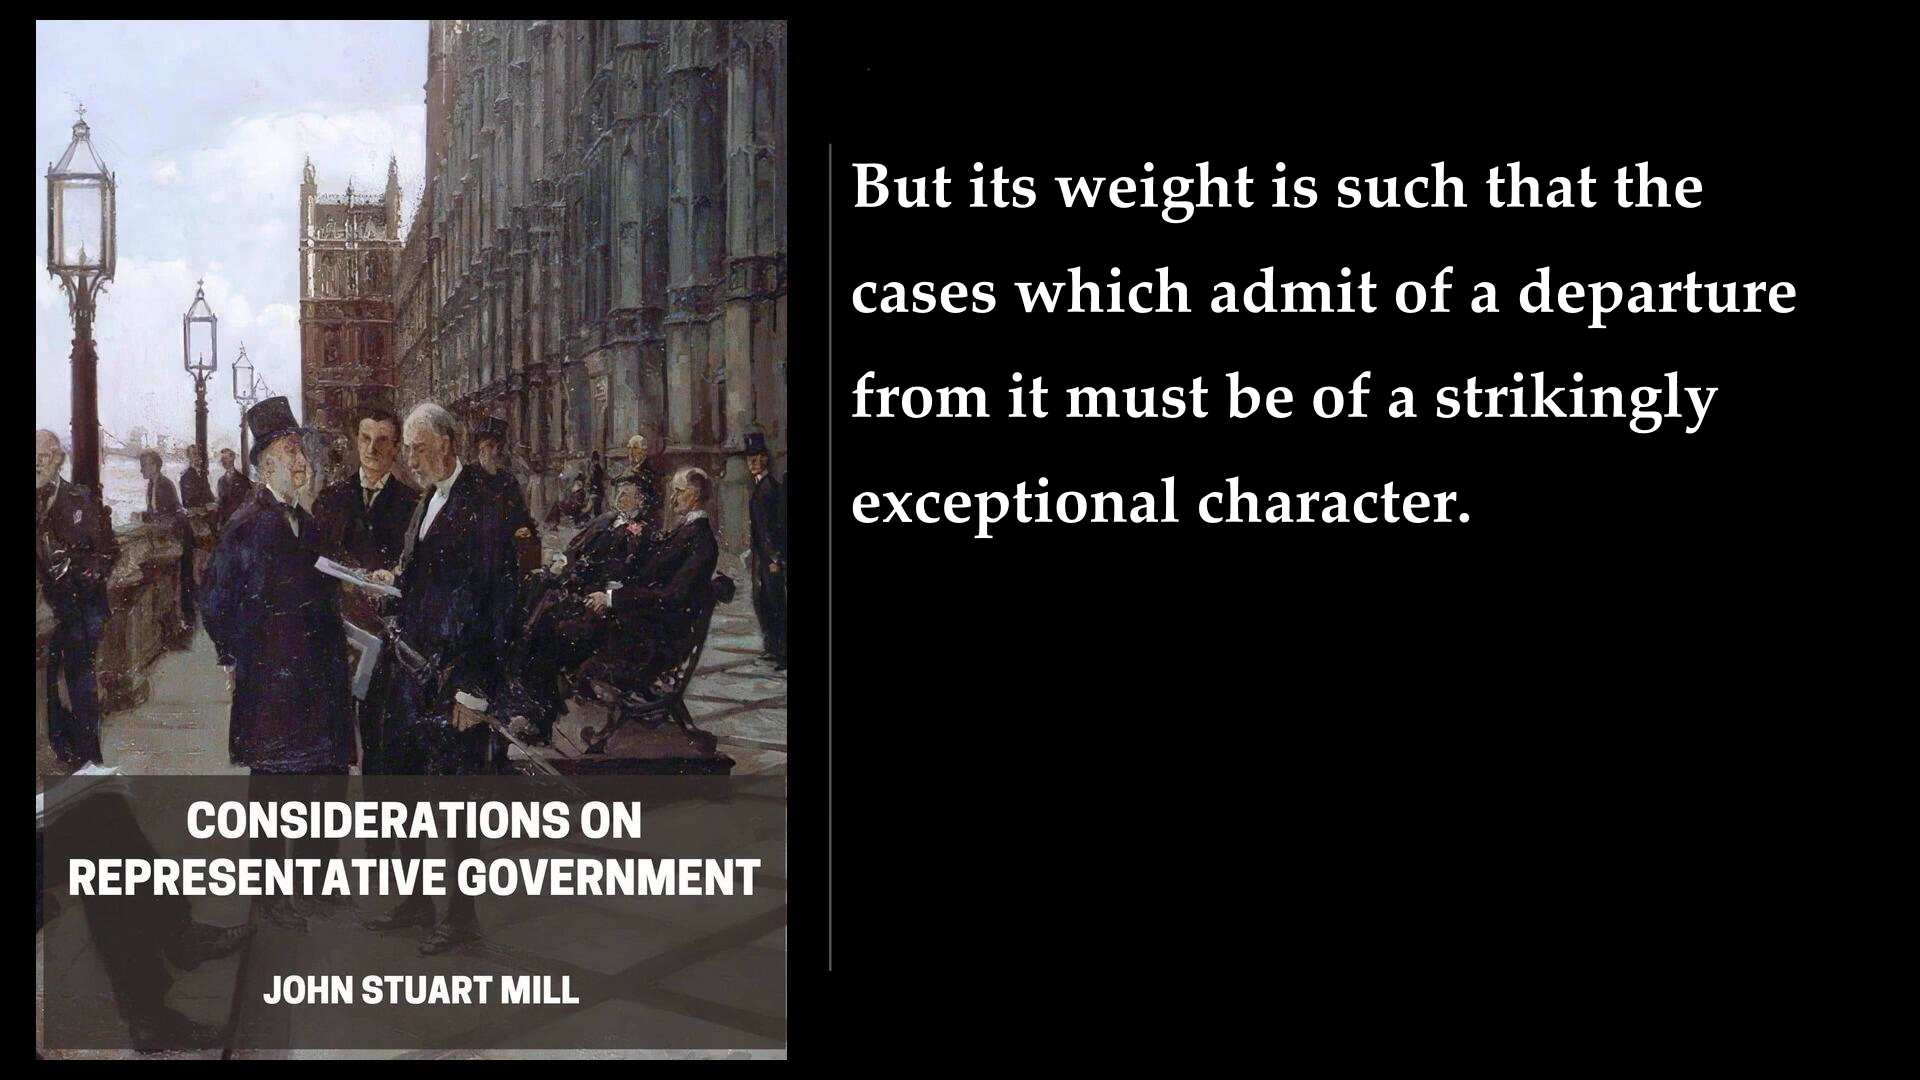 But its weight is such that the
cases which admit of a departure
from it must be of a strikingly
exceptional character.
CONSIDERATIONS ON
REPRESENTATIVE GOVERNMENT
JOHN STUART MILL